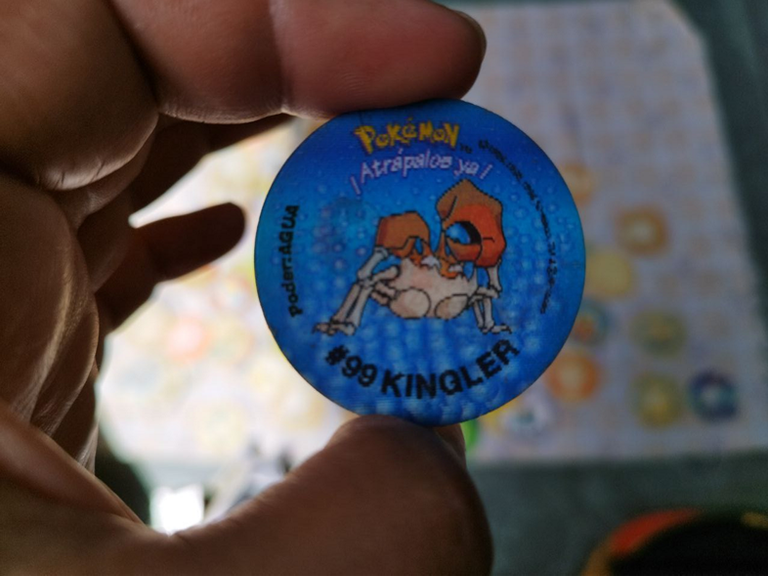 POKéMON
¡Atrápalos ya!
Poder:AGUA
#99 KINGLER